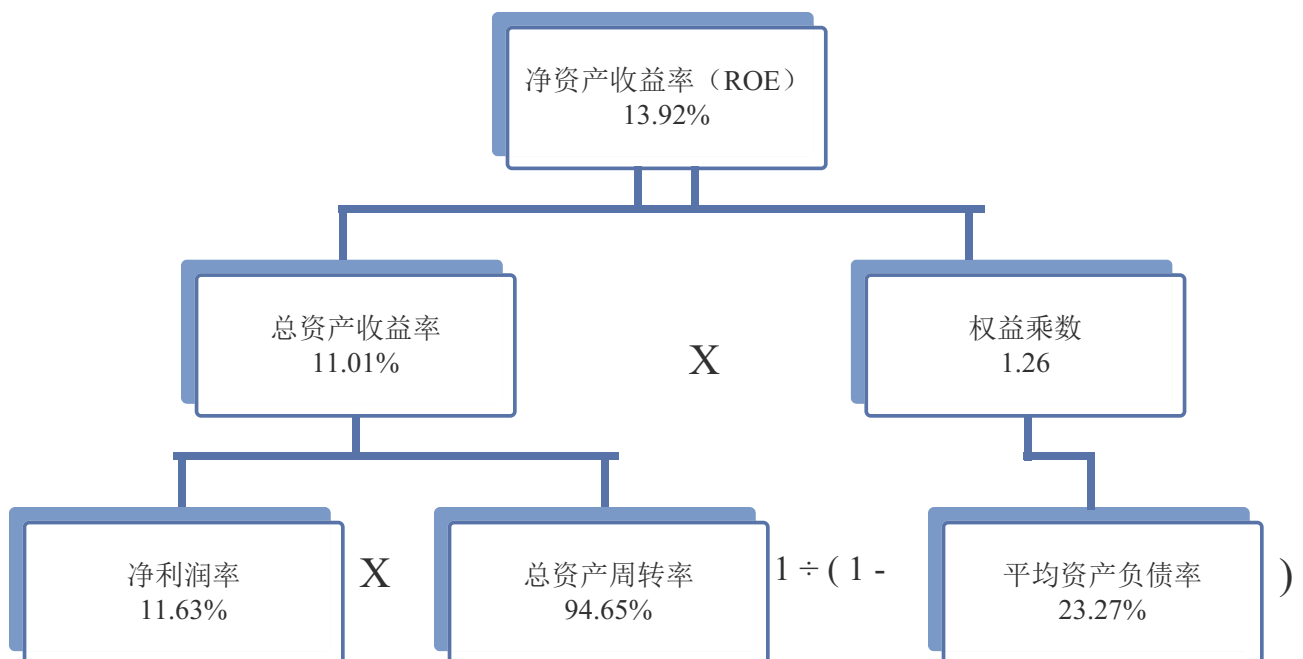 净资产收益率（ROE）
13.92%
总资产收益率
11.01%
X
权益乘数
1.26
净利润率
11.63%
X
总资产周转率
94.65%
1 ÷ ( 1 -
平均资产负债率
23.27%
)